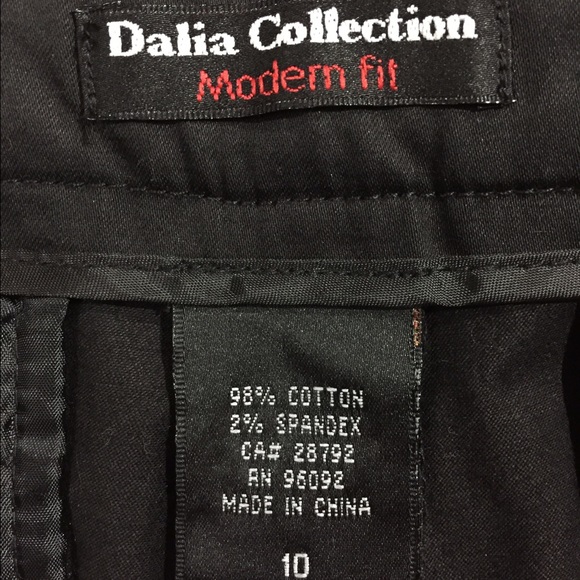 Dalia Collection
Modern fit
98% COTTON
2% SPANDEX
CA# 28792
RN 96092
MADE IN CHINA
10